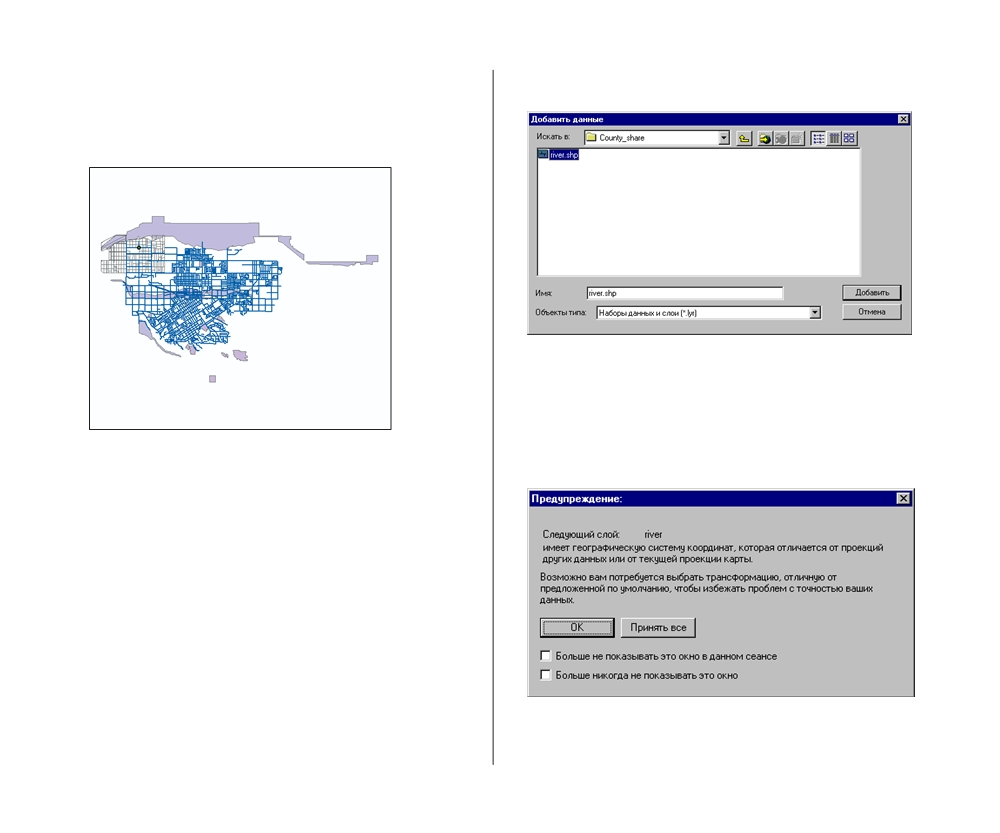 Добавить данные
Искать в: County_share
river.shp
Имя: river.shp
Добавить
Объекты типа: Наборы данных и слои (*.lyr)
Отмена
Предупреждение:
Следующий слой: river
имеет географическую систему координат, которая отличается от проекций
других данных или от текущей проекции карты.
Возможно вам потребуется выбрать трансформацию, отличную от
предложенной по умолчанию, чтобы избежать проблем с точностью ваших
данных.
OK
Принять все
Больше не показывать это окно в данном сеансе
Больше никогда не показывать это окно